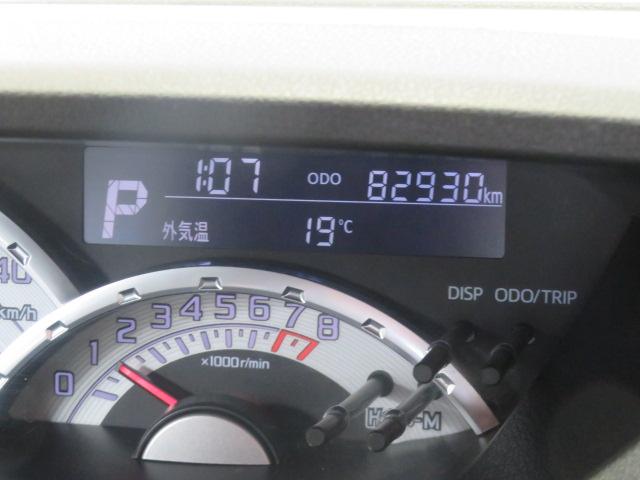 1:07 ODO 82930km
P
外気温 19℃
DISP ODO/TRIP
40
km/h
0 1 2 3 4 5 6 7 8
×1000r/min